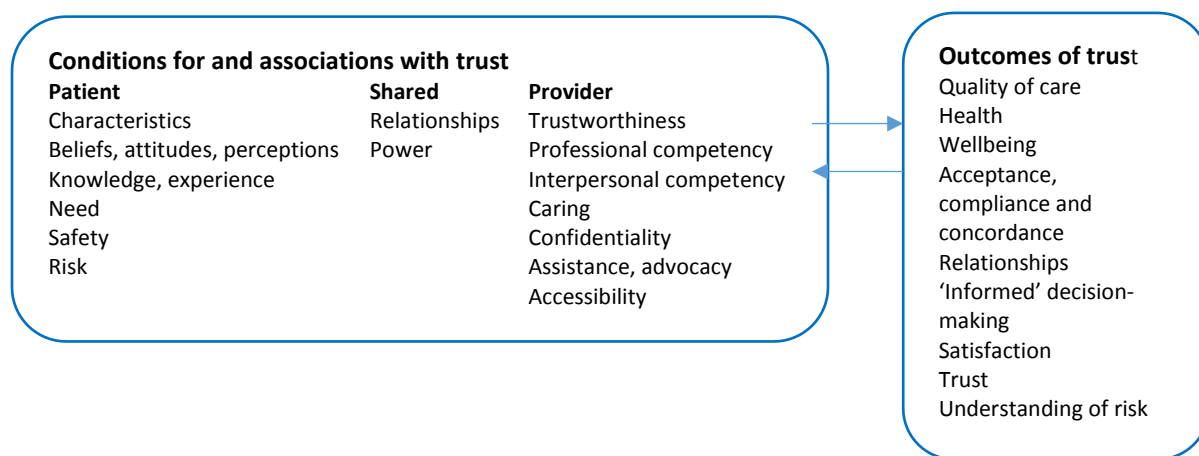 Conditions for and associations with trust
Patient
Characteristics
Beliefs, attitudes, perceptions
Knowledge, experience
Need
Safety
Risk
Shared
Relationships
Power
Provider
Trustworthiness
Professional competency
Interpersonal competency
Caring
Confidentiality
Assistance, advocacy
Accessibility
Outcomes of trust
Quality of care
Health
Wellbeing
Acceptance,
compliance and
concordance
Relationships
‘Informed’ decision-
making
Satisfaction
Trust
Understanding of risk